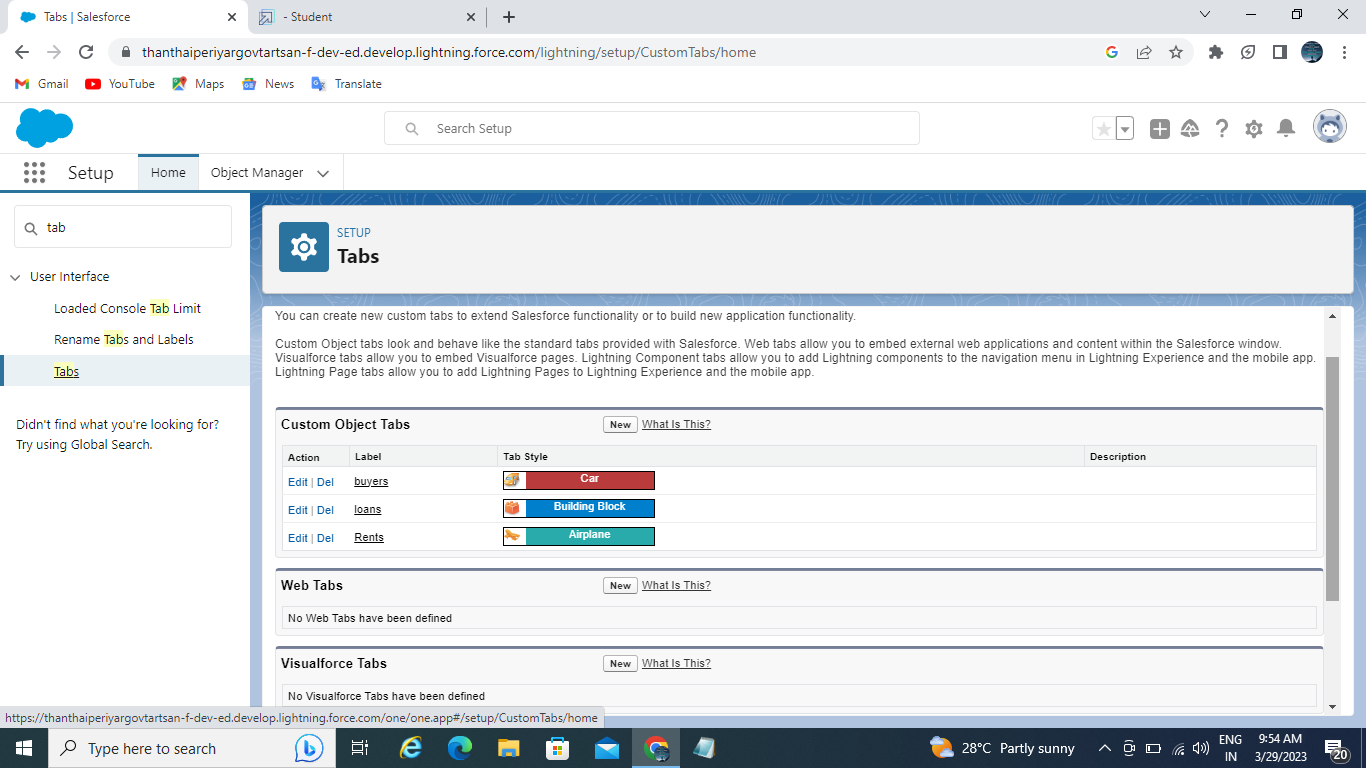 Tabs | Salesforce
- Student
thanthaiperiyargovtartsan-f-dev-ed.develop.lightning.force.com/lightning/setup/CustomTabs/home
Gmail
YouTube
Maps
News
Translate
Search Setup
Setup
Home
Object Manager
tab
User Interface
Loaded Console Tab Limit
Rename Tabs and Labels
Tabs
Didn't find what you're looking for?
Try using Global Search.
SETUP
Tabs
You can create new custom tabs to extend Salesforce functionality or to build new application functionality.
Custom Object tabs look and behave like the standard tabs provided with Salesforce. Web tabs allow you to embed external web applications and content within the Salesforce window.
Visualforce tabs allow you to embed Visualforce pages. Lightning Component tabs allow you to add Lightning components to the navigation menu in Lightning Experience and the mobile app.
Lightning Page tabs allow you to add Lightning Pages to Lightning Experience and the mobile app.
Custom Object Tabs New What Is This?
Action Label Tab Style Description
Edit | Del buyers Car
Edit | Del loans Building Block
Edit | Del Rents Airplane
Web Tabs New What Is This?
No Web Tabs have been defined
Visualforce Tabs New What Is This?
No Visualforce Tabs have been defined
https://thanthaiperiyargovtartsan-f-dev-ed.develop.lightning.force.com/one/one.app#/setup/CustomTabs/home
Type here to search
28°C Partly sunny
ENG
IN
9:54 AM
3/29/2023
20